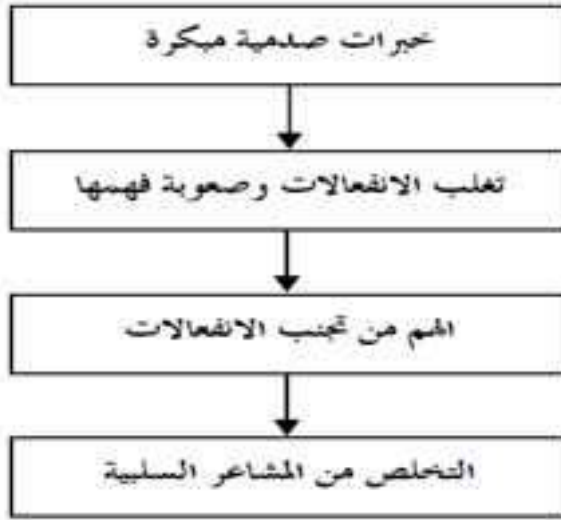 خبرات صدمية مبكرة
تغلب الانفعالات وصعوبة فهمها
الهم من تجنب الانفعالات
التخلص من المشاعر السلبية